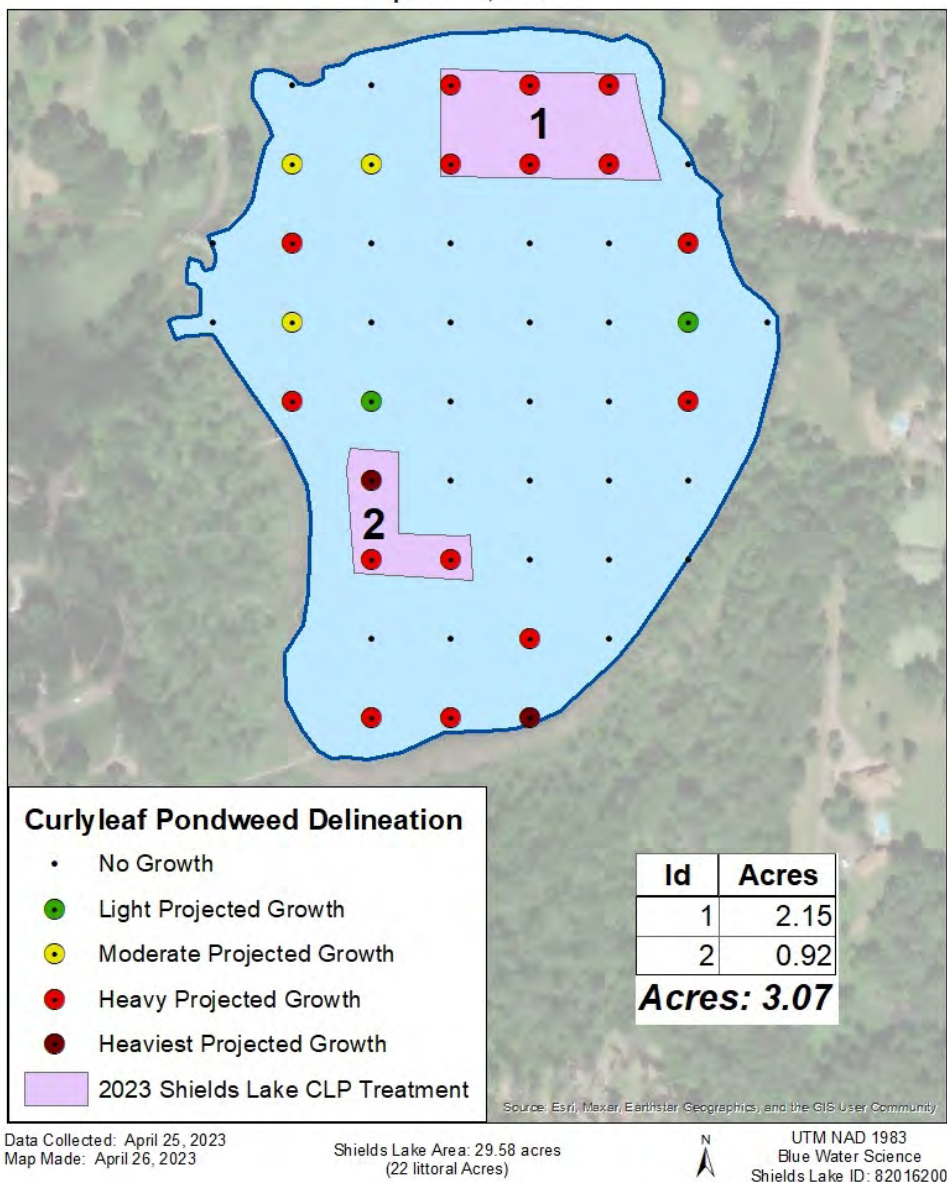 1
2
Curlyleaf Pondweed Delineation
No Growth
Light Projected Growth
Moderate Projected Growth
Heavy Projected Growth
Heaviest Projected Growth
2023 Shields Lake CLP Treatment
Id Acres
1 2.15
2 0.92
Acres: 3.07
Source: Esri, Maxar, Earthstar Geographics, and the GIS User Community
Data Collected: April 25, 2023
Map Made: April 26, 2023
Shields Lake Area: 29.58 acres
(22 littoral Acres)
N
UTM NAD 1983
Blue Water Science
Shields Lake ID: 82016200